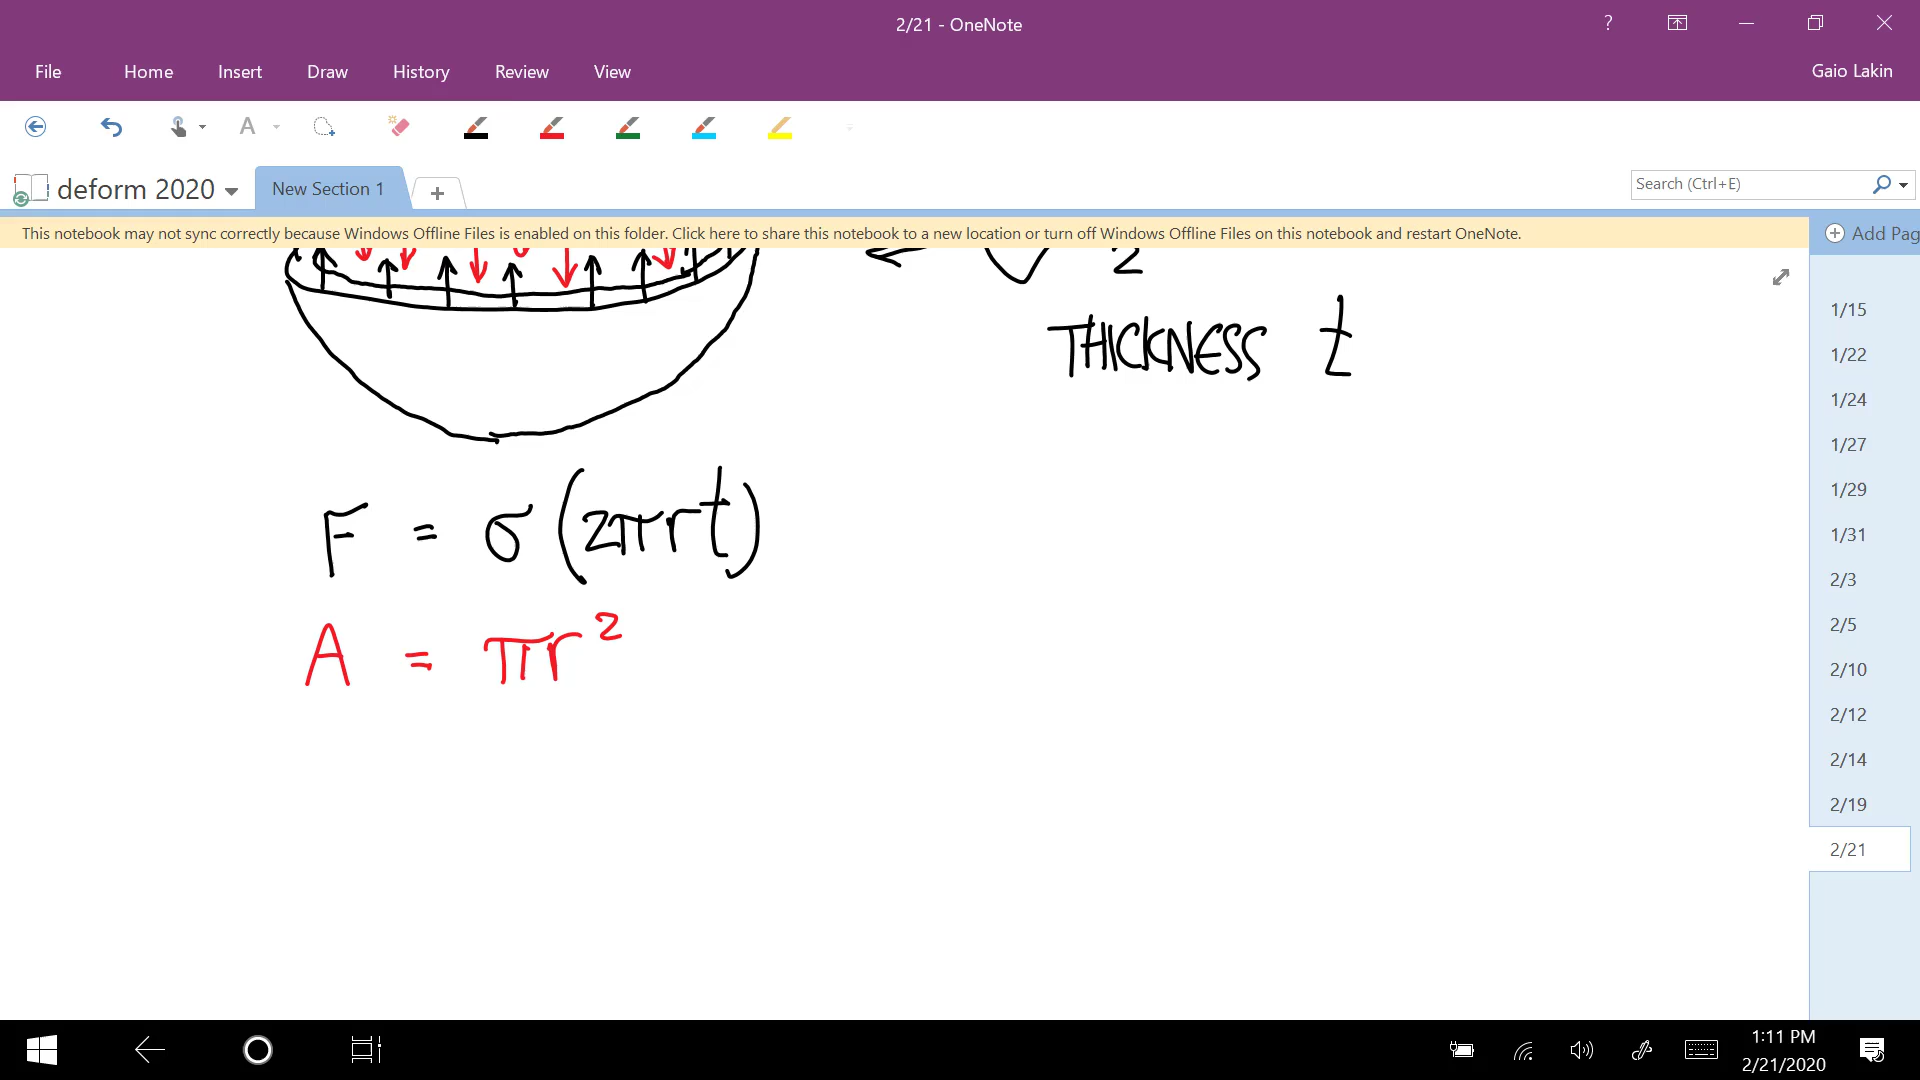 2/21 - OneNote
?
File Home Insert Draw History Review View
Gaio Lakin
A
deform 2020
New Section 1
+
Search (Ctrl+E)
This notebook may not sync correctly because Windows Offline Files is enabled on this folder. Click here to share this notebook to a new location or turn off Windows Offline Files on this notebook and restart OneNote.
Add Pag
2
THICKNESS t
F = σ (2πrt)
A = πr²
1/15
1/22
1/24
1/27
1/29
1/31
2/3
2/5
2/10
2/12
2/14
2/19
2/21
1:11 PM
2/21/2020